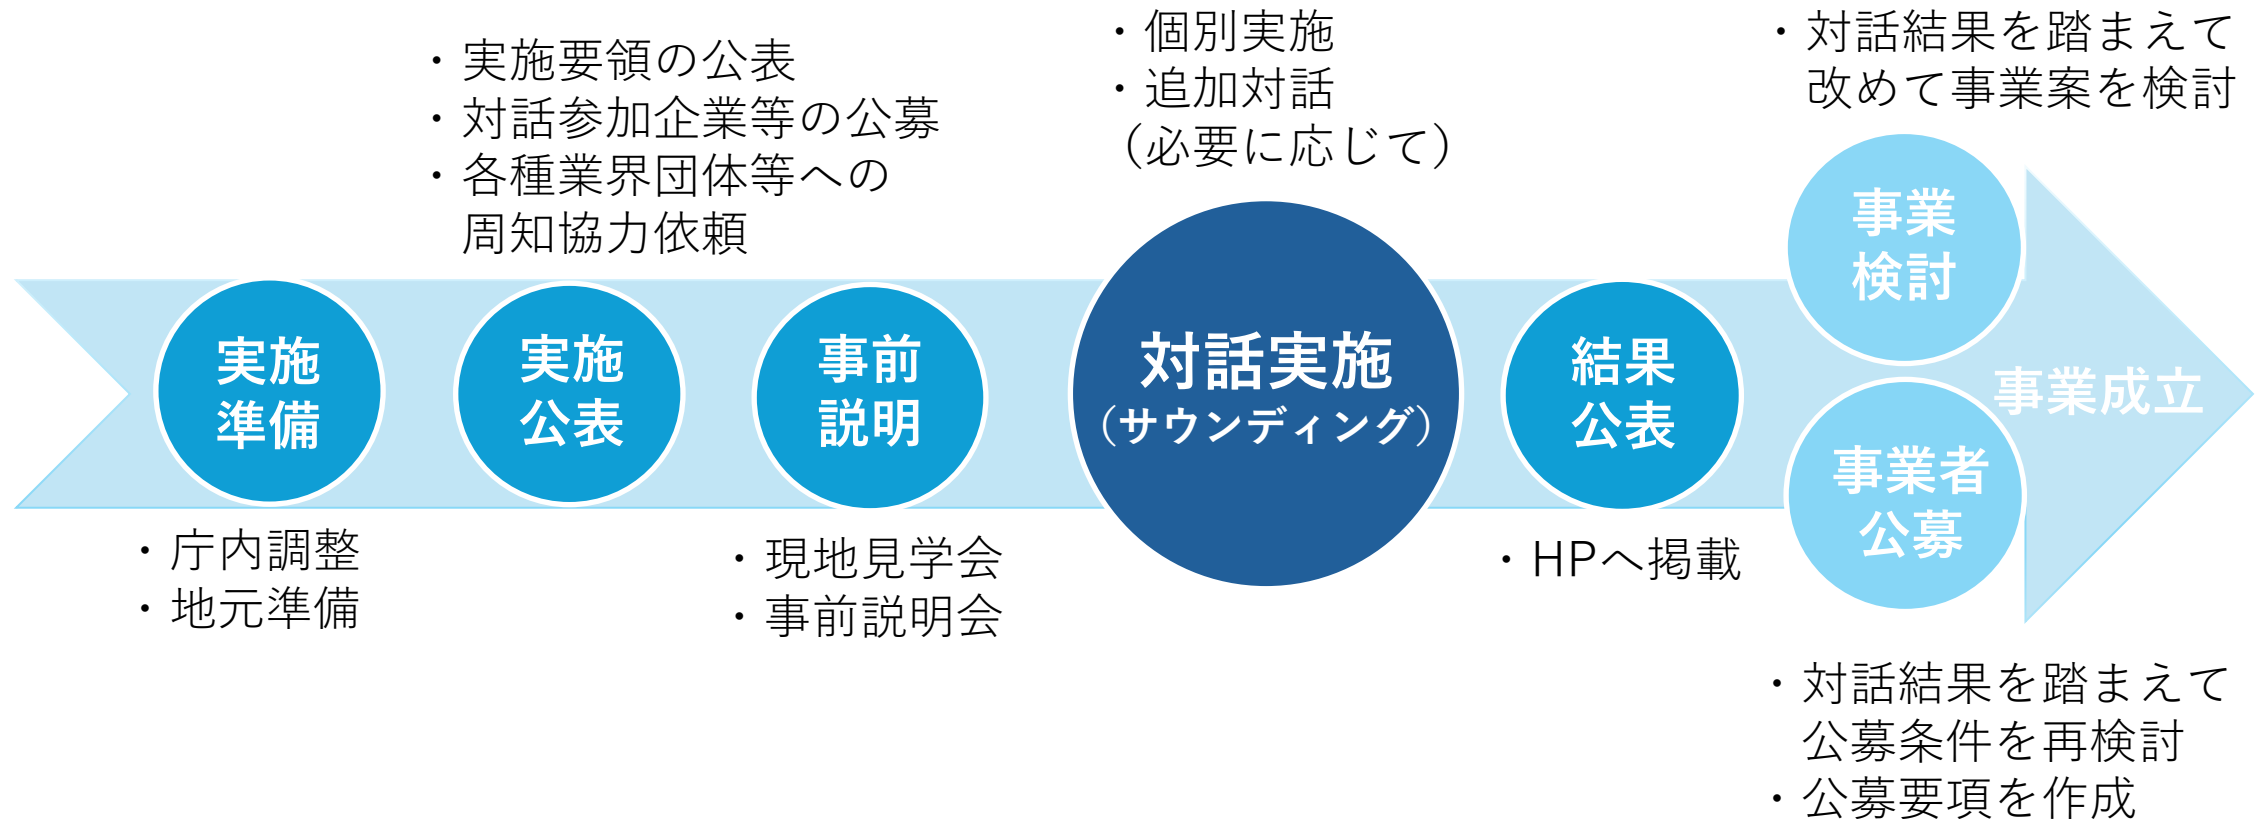 ・実施要領の公表
・対話参加企業等の公募
・各種業界団体等への
周知協力依頼
・個別実施
・追加対話
（必要に応じて）
・対話結果を踏まえて
改めて事業案を検討
実施
準備
実施
公表
事前
説明
対話実施
（サウンディング）
結果
公表
事業
検討
事業者
公募
事業成立
・庁内調整
・地元準備
・現地見学会
・事前説明会
・HPへ掲載
・対話結果を踏まえて
公募条件を再検討
・公募要項を作成